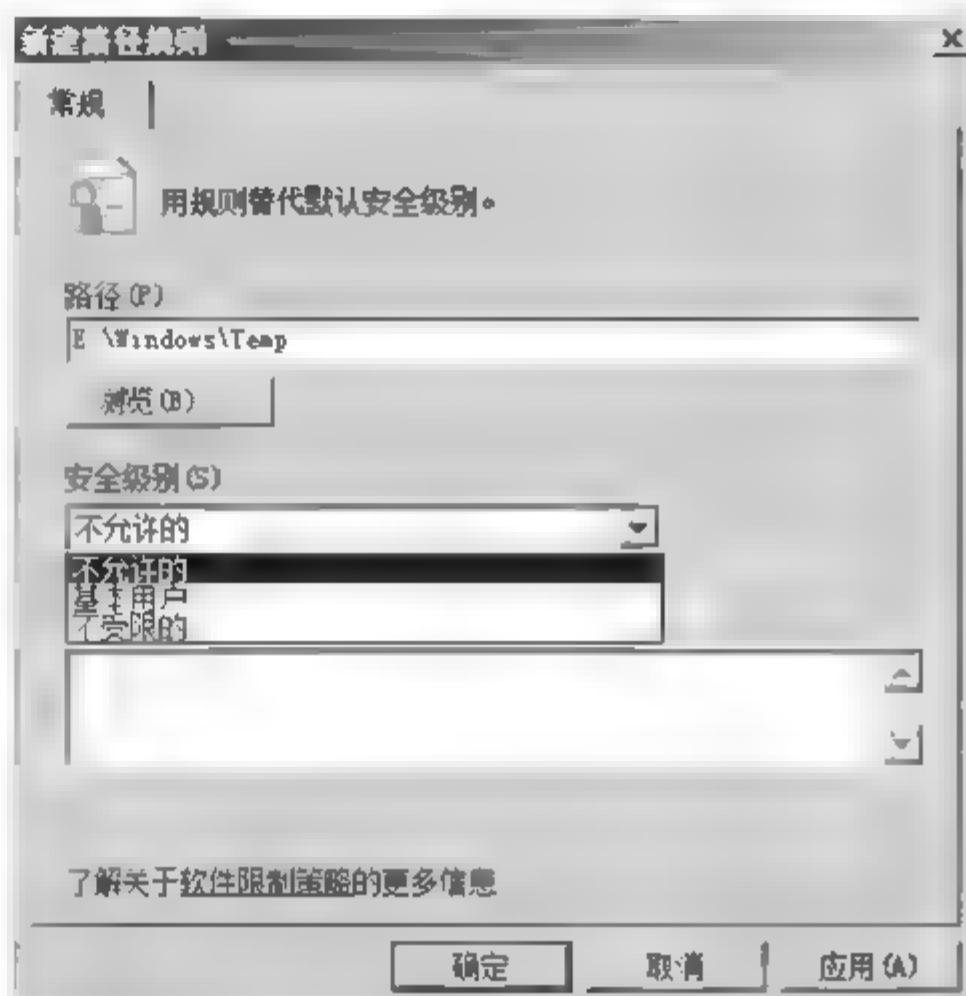 新建路径规则
常规
用规则替代默认安全级别。
路径(P)
E \Windows\Temp
浏览(B)
安全级别(S)
不允许的
不允许的
基本用户
不受限的
了解关于软件限制策略的更多信息
确定 取消 应用(A)